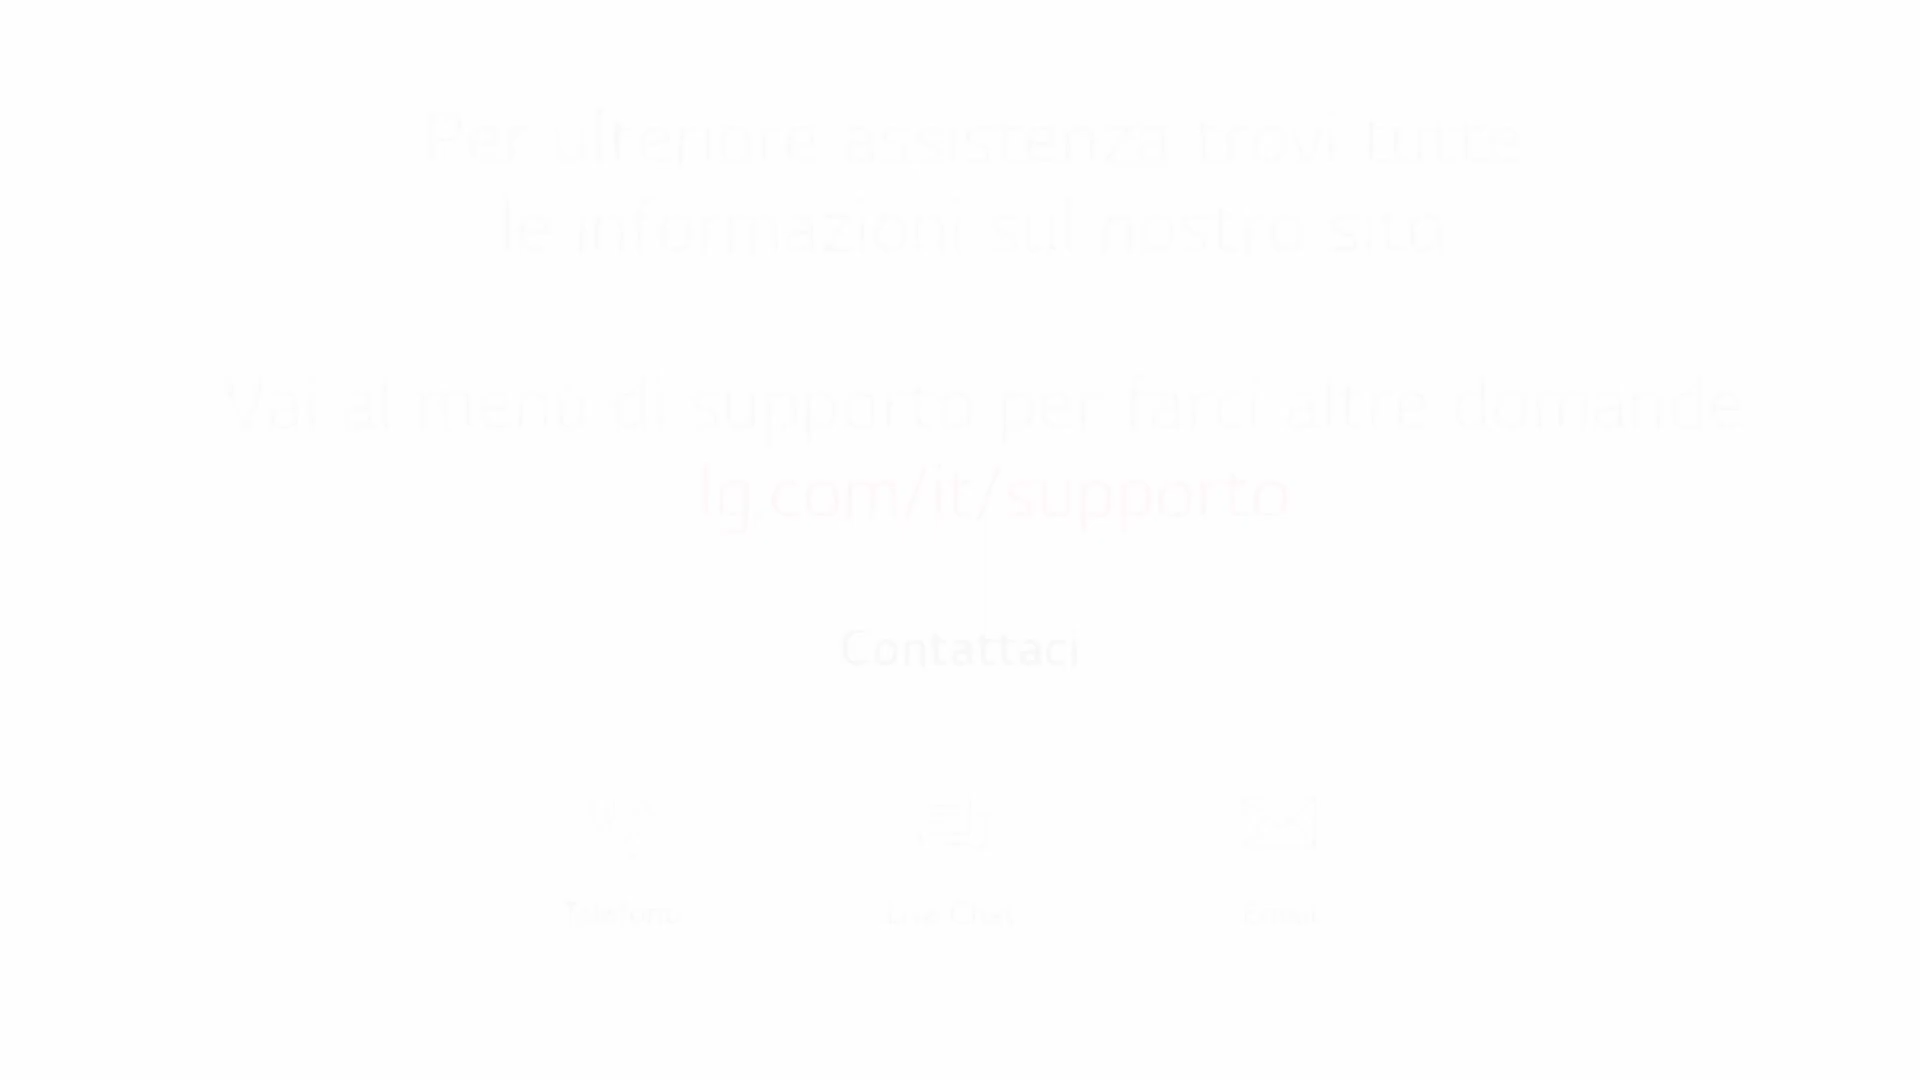 Per ulteriore assistenza trovi tutte
le informazioni sul nostro sito
Vai al menù di supporto per farci altre domande
lg.com/it/supporto
Contattaci
Telefono Live Chat Email